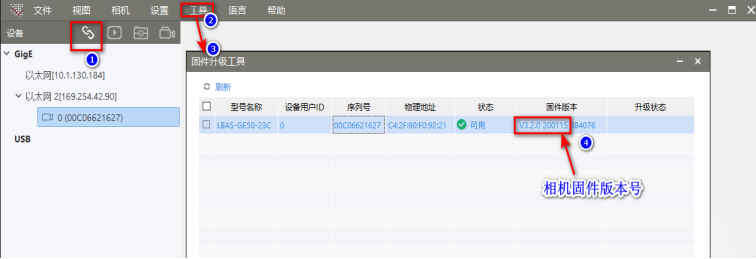 文件 视图 相机 设置 工具 语言 帮助
2
设备
1
3
固件升级工具
GigE
以太网[10.1.130.184]
以太网 2[169.254.42.90]
0 (00C06621627)
USB
刷新
型号名称 设备用户ID 序列号 物理地址 状态 固件版本 升级状态
LBAS-GE50-23C 0 :00C06621627 C4:2F:90:F0:92:21 可用 V3.2.0 200115 384076
4
相机固件版本号